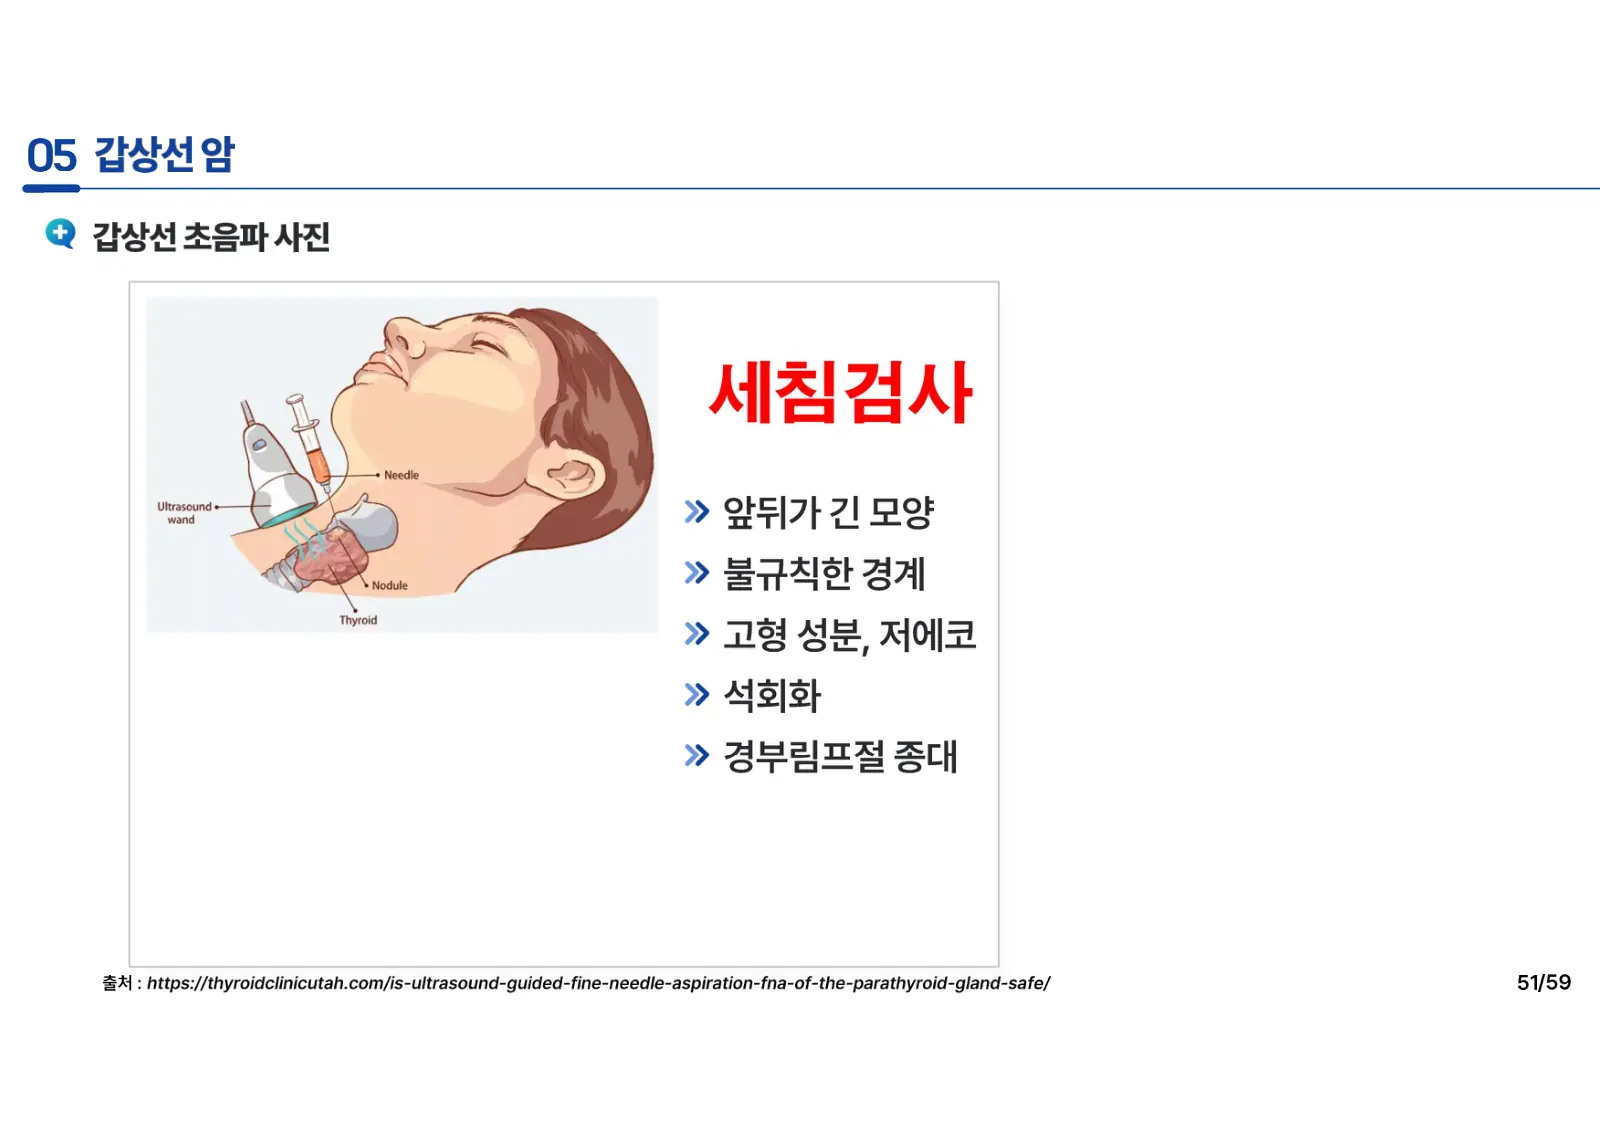 05 갑상선 암
갑상선 초음파 사진
세침검사
Needle
Ultrasound
wand
Nodule
Thyroid
앞뒤가 긴 모양
불규칙한 경계
고형 성분, 저에코
석회화
경부림프절 종대
출처 : https://thyroidclinicutah.com/is-ultrasound-guided-fine-needle-aspiration-fna-of-the-parathyroid-gland-safe/
51/59